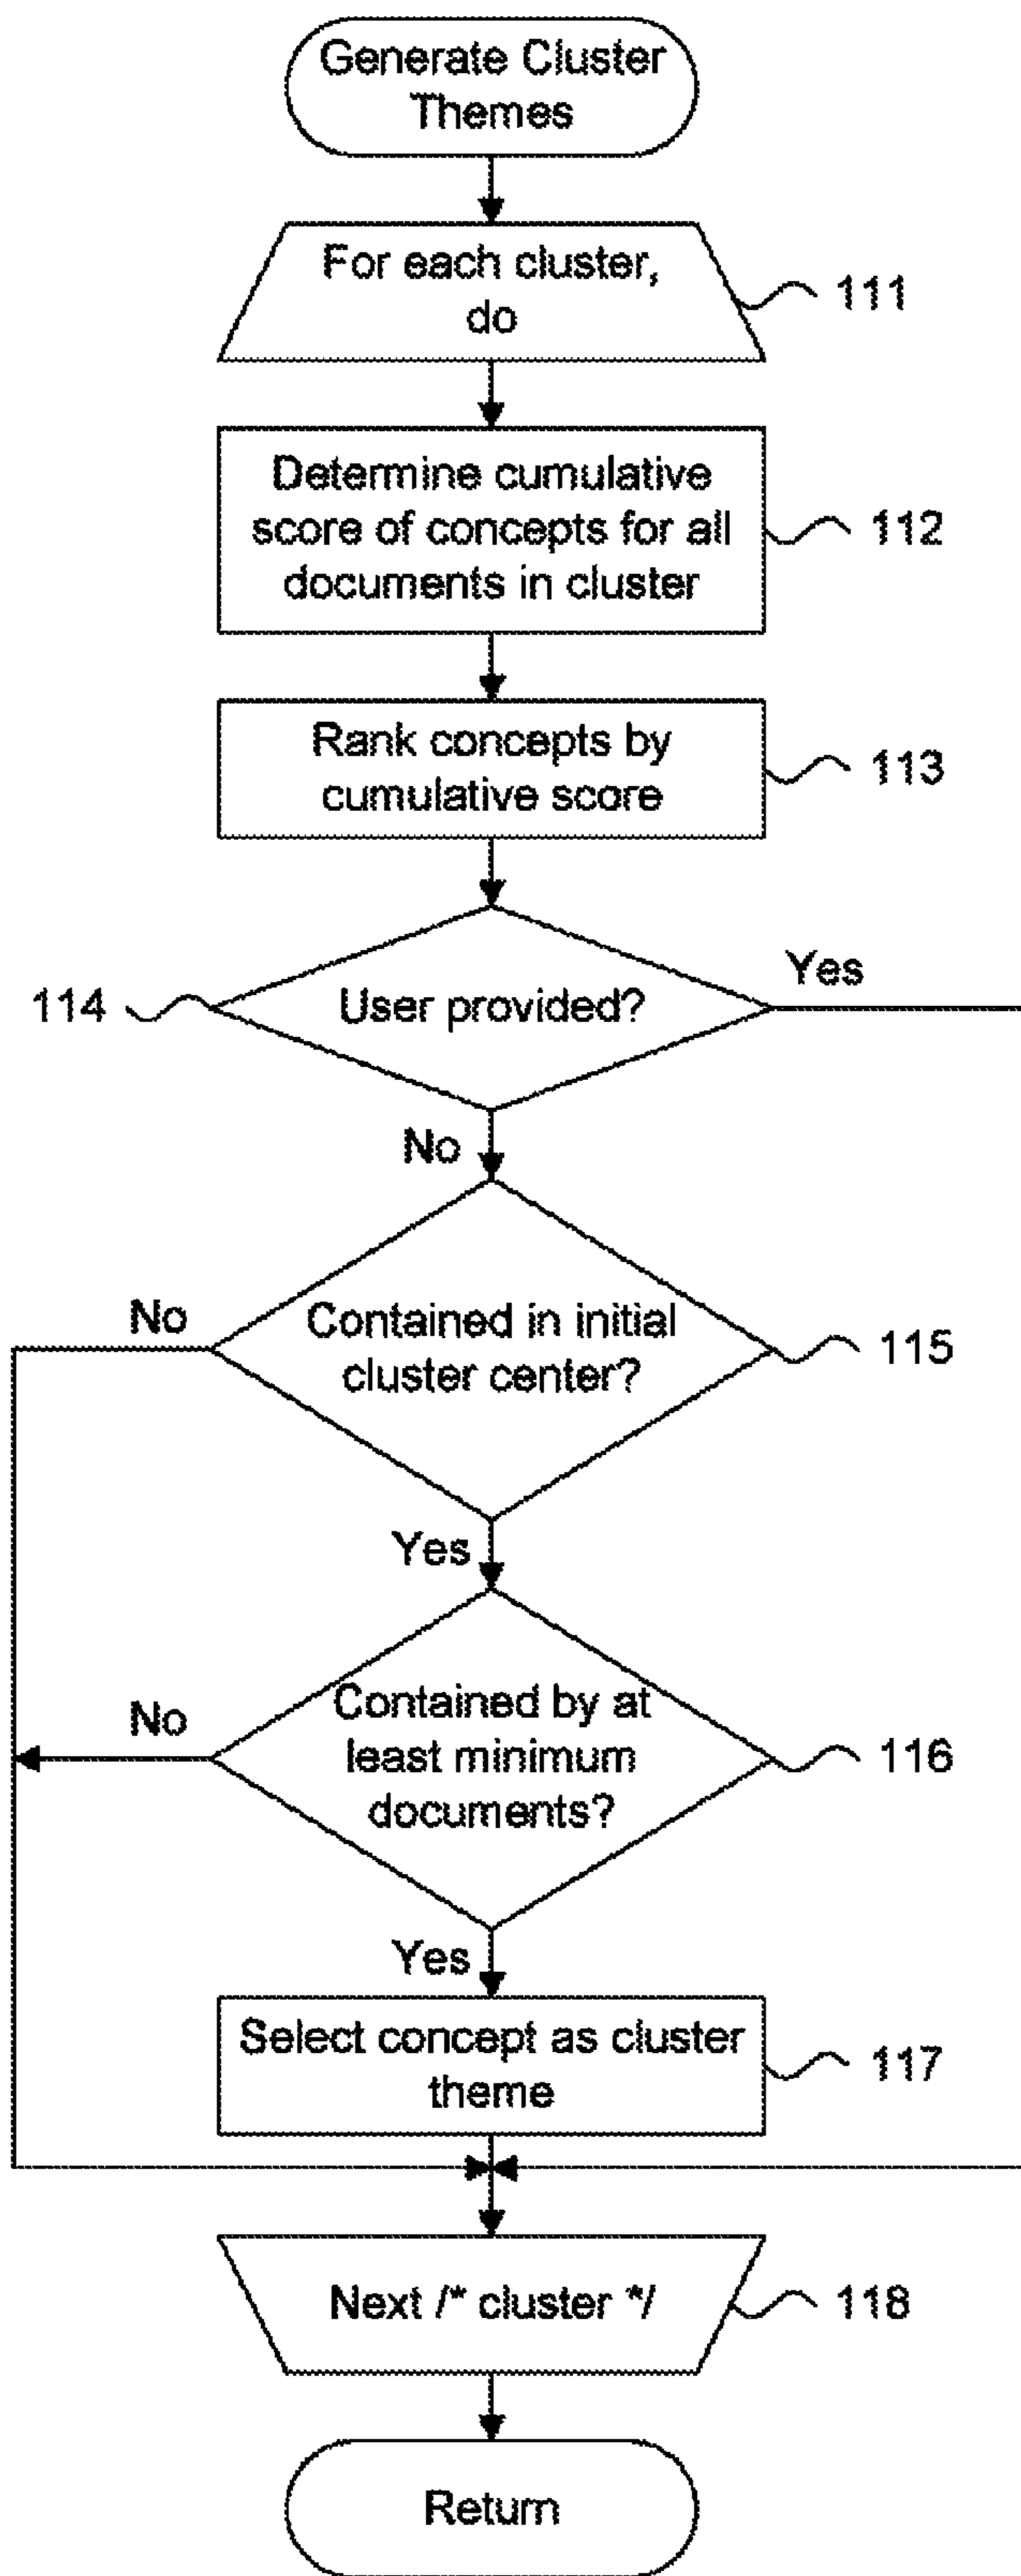 Generate Cluster
Themes
For each cluster,
do
111
Determine cumulative
score of concepts for all
documents in cluster
112
Rank concepts by
cumulative score
113
Yes
114
User provided?
No
No
Contained in initial
cluster center?
115
Yes
No
Contained by at
least minimum
documents?
116
Yes
Select concept as cluster
theme
117
Next /* cluster */
118
Return